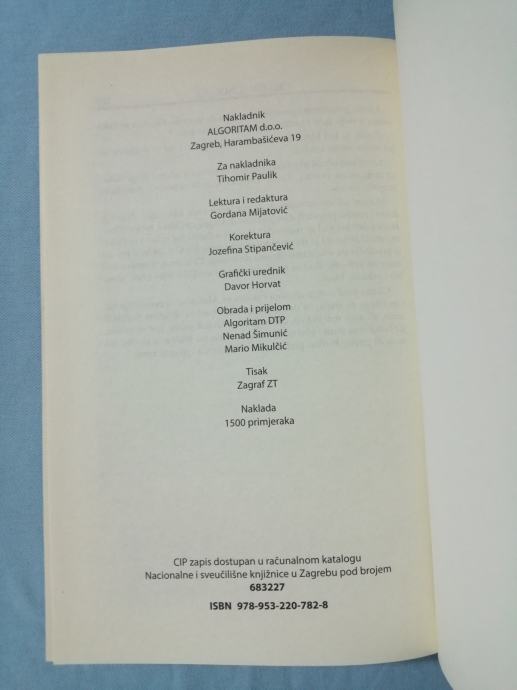 Nakladnik
ALGORITAM d.o.o.
Zagreb, Harambašićeva 19
Za nakladnika
Tihomir Paulik
Lektura i redaktura
Gordana Mijatović
Korektura
Jozefina Stipančević
Grafički urednik
Davor Horvat
Obrada i prijelom
Algoritam DTP
Nenad Šimunić
Mario Mikulčić
Tisak
Zagraf ZT
Naklada
1500 primjeraka
CIP zapis dostupan u računalnom katalogu
Nacionalne i sveučilišne knjižnice u Zagrebu pod brojem
683227
ISBN 978-953-220-782-8